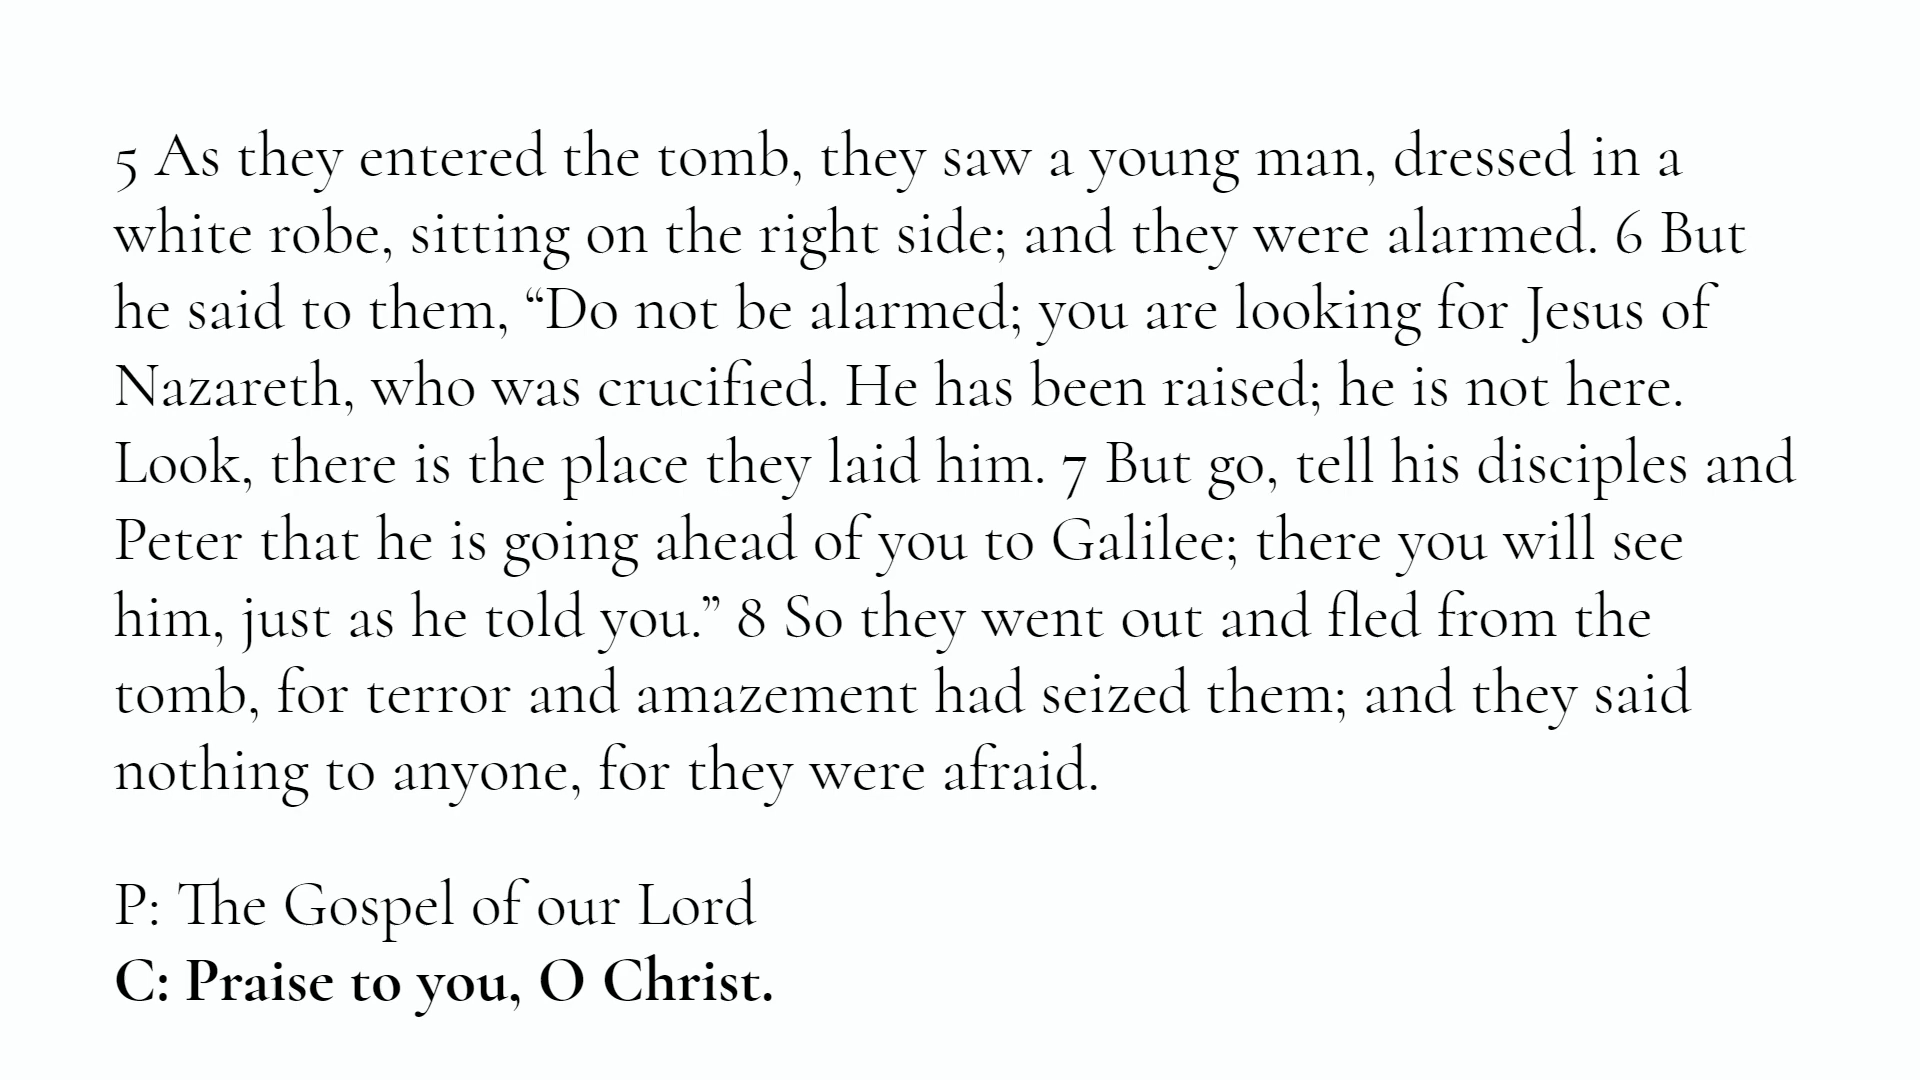 5 As they entered the tomb, they saw a young man, dressed in a
white robe, sitting on the right side; and they were alarmed. 6 But
he said to them, “Do not be alarmed; you are looking for Jesus of
Nazareth, who was crucified. He has been raised; he is not here.
Look, there is the place they laid him. 7 But go, tell his disciples and
Peter that he is going ahead of you to Galilee; there you will see
him, just as he told you.” 8 So they went out and fled from the
tomb, for terror and amazement had seized them; and they said
nothing to anyone, for they were afraid.
P: The Gospel of our Lord
C: Praise to you, O Christ.